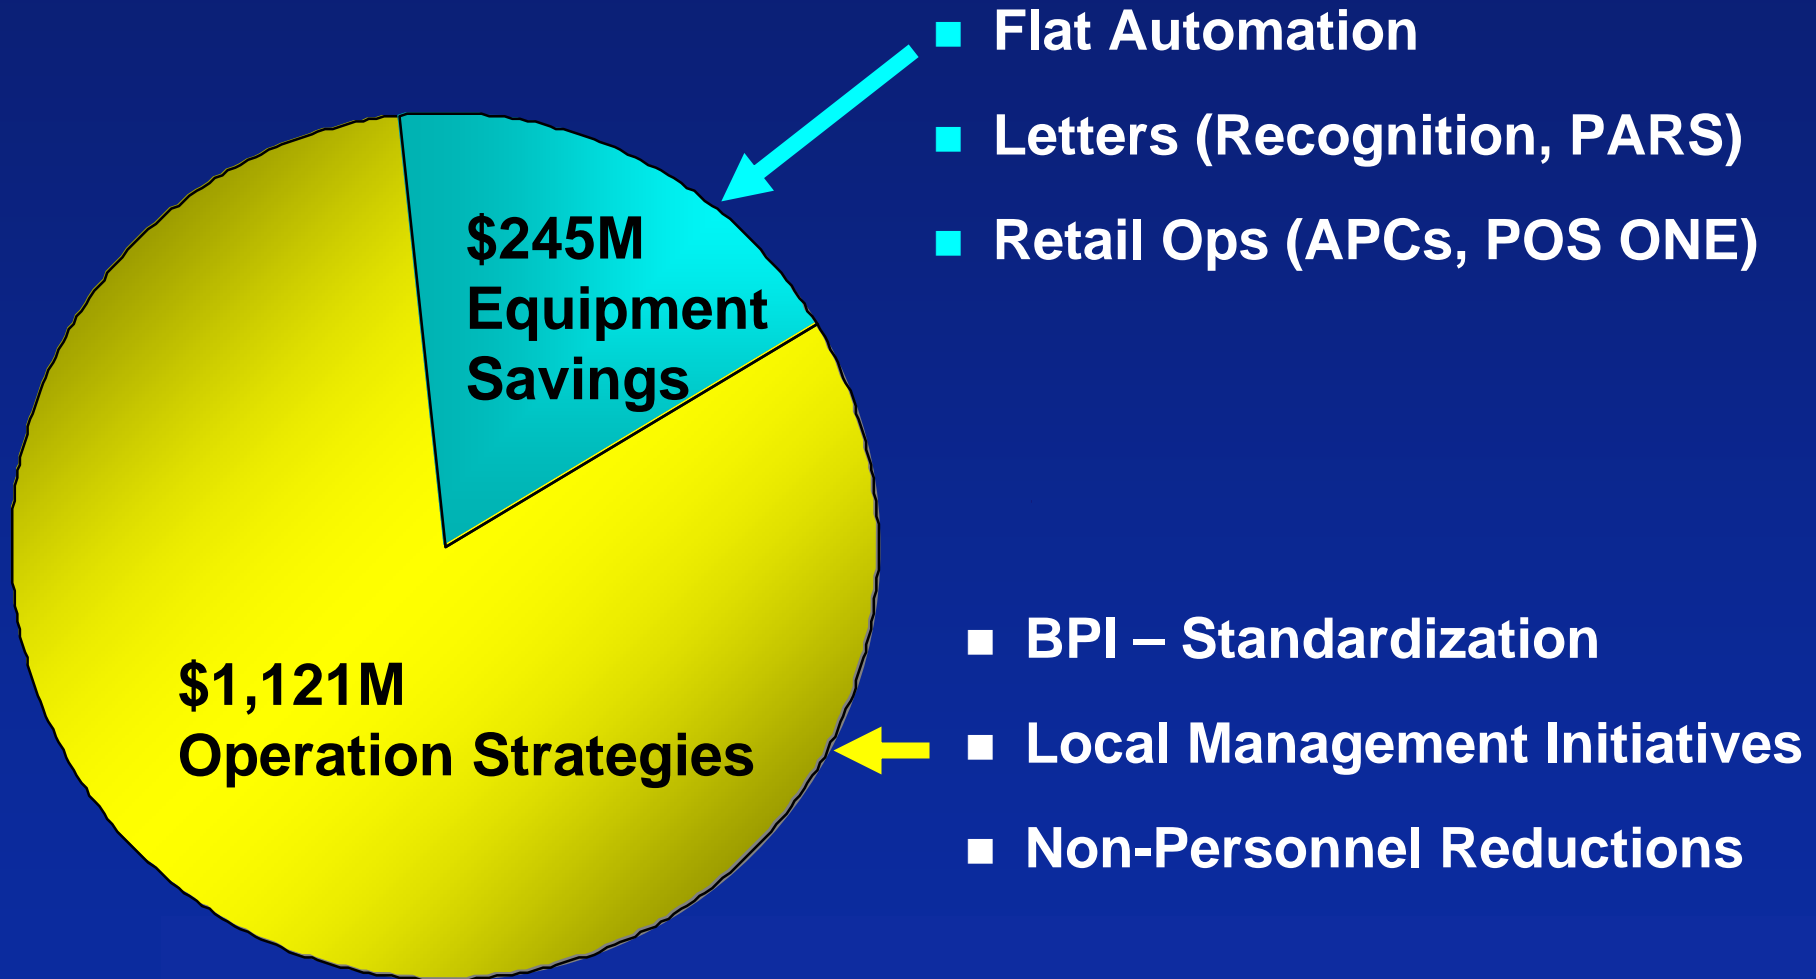 Flat Automation
Letters (Recognition, PARS)
Retail Ops (APCs, POS ONE)
$245M
Equipment
Savings
$1,121M
Operation Strategies
BPI – Standardization
Local Management Initiatives
Non-Personnel Reductions